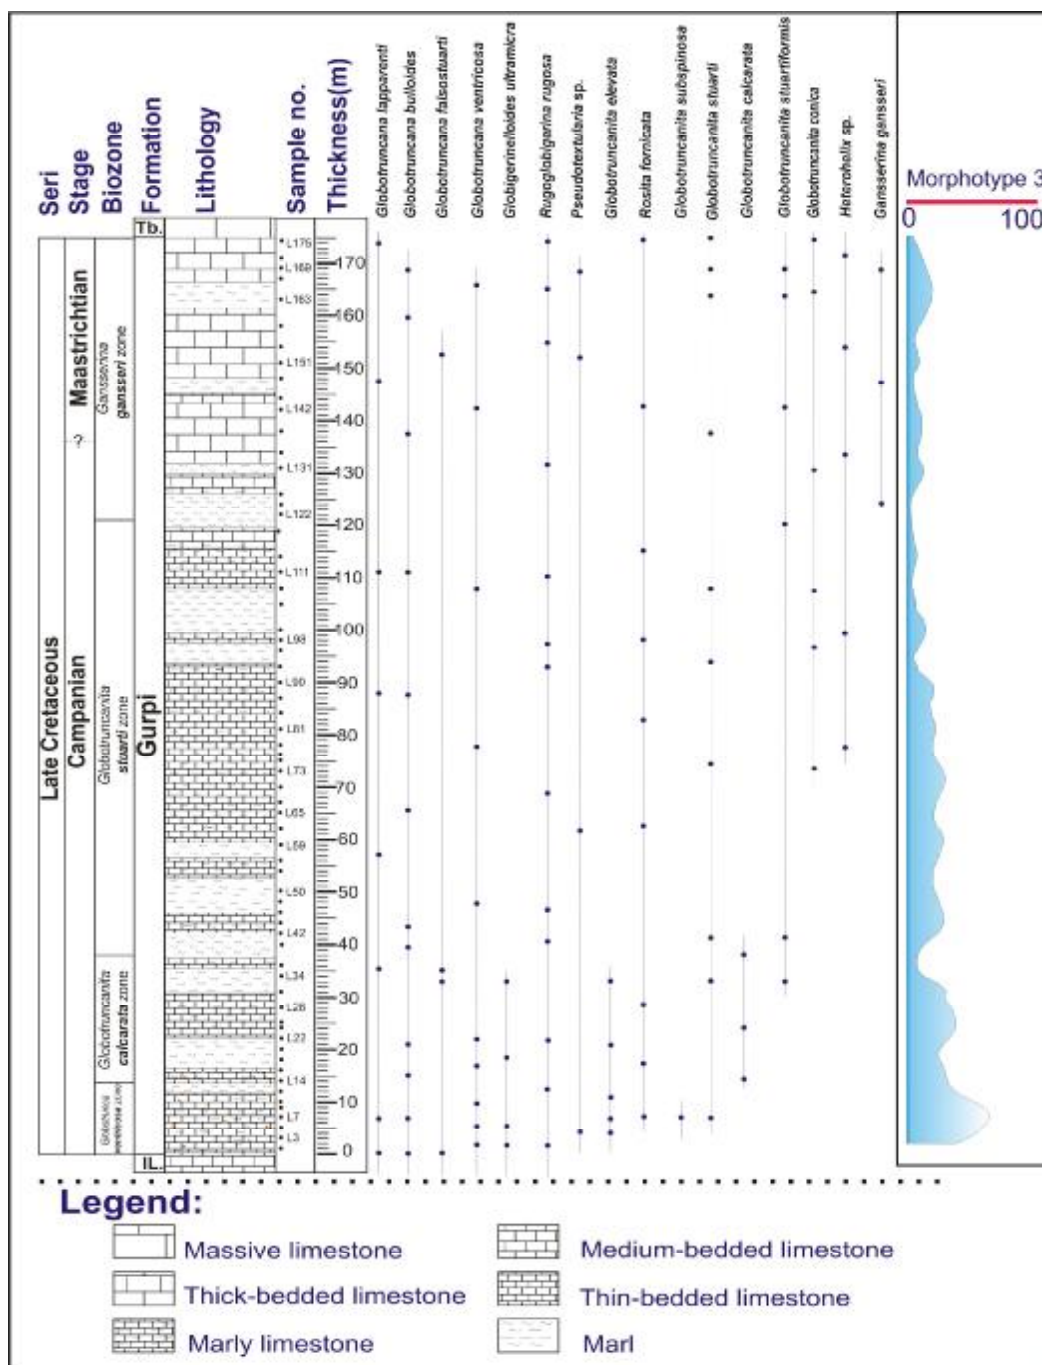 Seri
Stage
Biozone
Formation
Lithology
Sample no.
Thickness(m)
Globotruncana lapparenti
Globotruncana bulloides
Globotruncana falsostuarti
Globotruncana ventricosa
Globigerinelloides ultramicra
Rugoglobigerina rugosa
Pseudotextularia sp.
Globotruncanita elevata
Rosita fornicata
Globotruncanita subspinosa
Globotruncanita stuarti
Globotruncanita calcarata
Globotruncanita stuartiformis
Globotruncanita conica
Heterohelix sp.
Gansserina gansseri
Morphotype 3
0 100
Late Cretaceous
Maastrichtian
?
Campanian
Gansserina
gansseri zone
Globotruncanita
stuarti zone
Globotruncanita
calcarata zone
Tb.
Gurpi
IL.
L175
L169
L163
L151
L142
L131
L122
L111
L98
L90
L81
L73
L65
L59
L50
L42
L34
L26
L22
L14
L7
L3
170
160
150
140
130
120
110
100
90
80
70
60
50
40
30
20
10
0
Legend:
Massive limestone
Medium-bedded limestone
Thick-bedded limestone
Thin-bedded limestone
Marly limestone
Marl